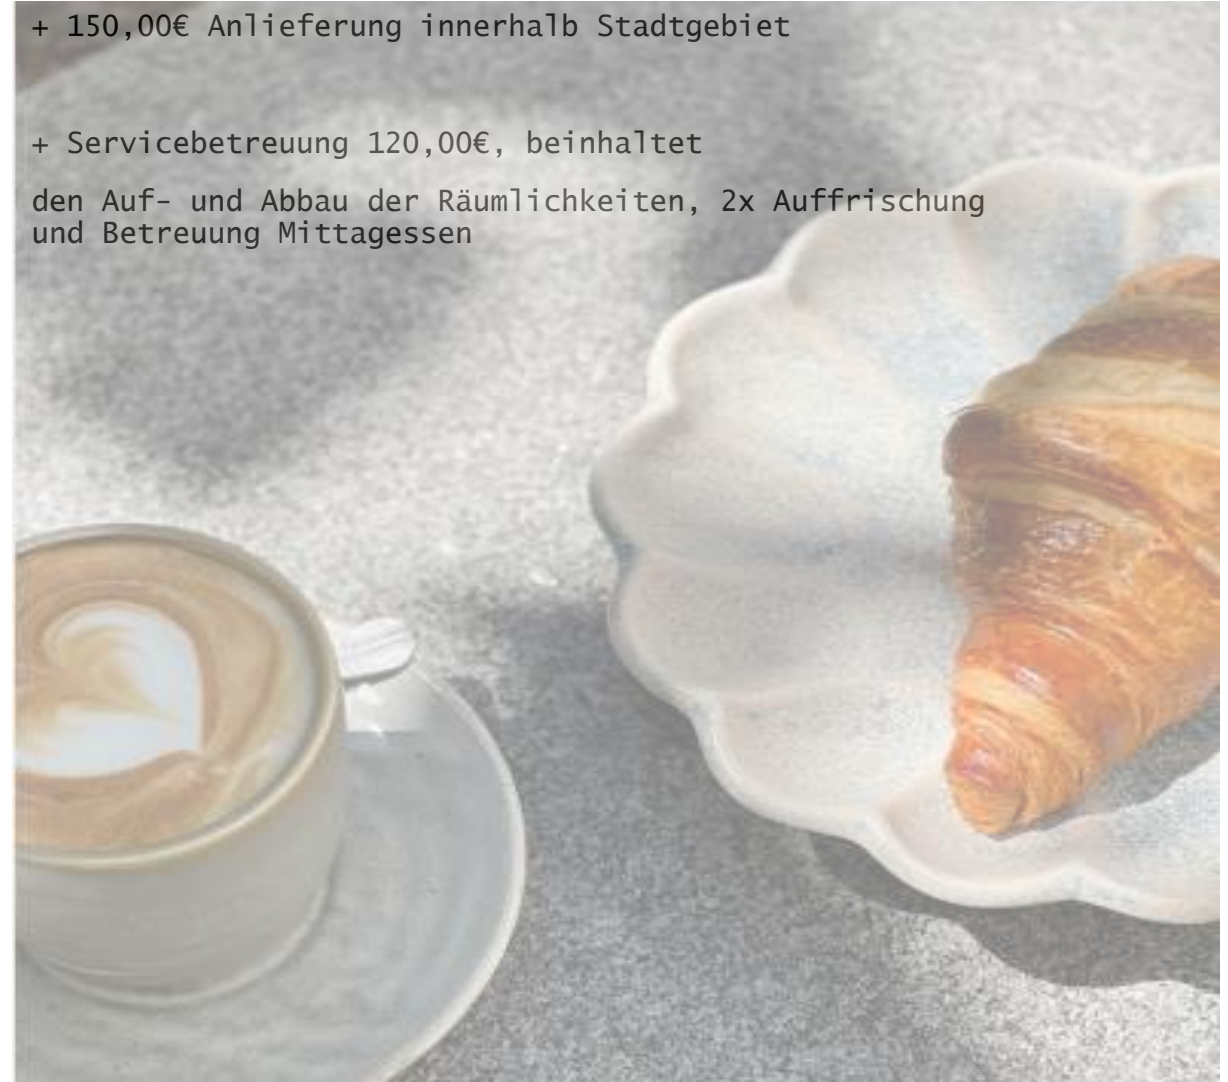 + 150,00€ Anlieferung innerhalb Stadtgebiet
+ Servicebetreuung 120,00€, beinhaltet
den Auf- und Abbau der Räumlichkeiten, 2x Auffrischung
und Betreuung Mittagessen